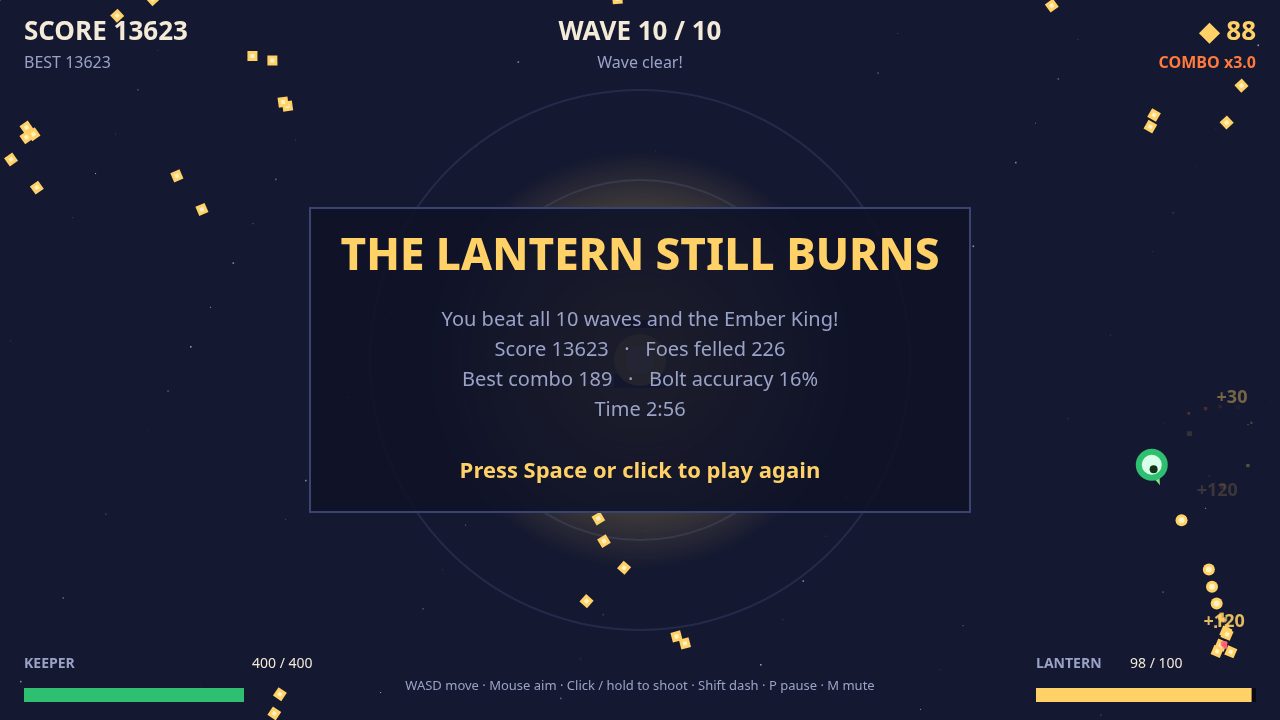 SCORE 13623
WAVE 10 / 10
88
BEST 13623
Wave clear!
COMBO x3.0
THE LANTERN STILL BURNS
You beat all 10 waves and the Ember King!
Score 13623 · Foes felled 226
Best combo 189 · Bolt accuracy 16%
Time 2:56
+30
Press Space or click to play again
+120
+120
KEEPER 400 / 400
LANTERN 98 / 100
WASD move · Mouse aim · Click / hold to shoot · Shift dash · P pause · M mute